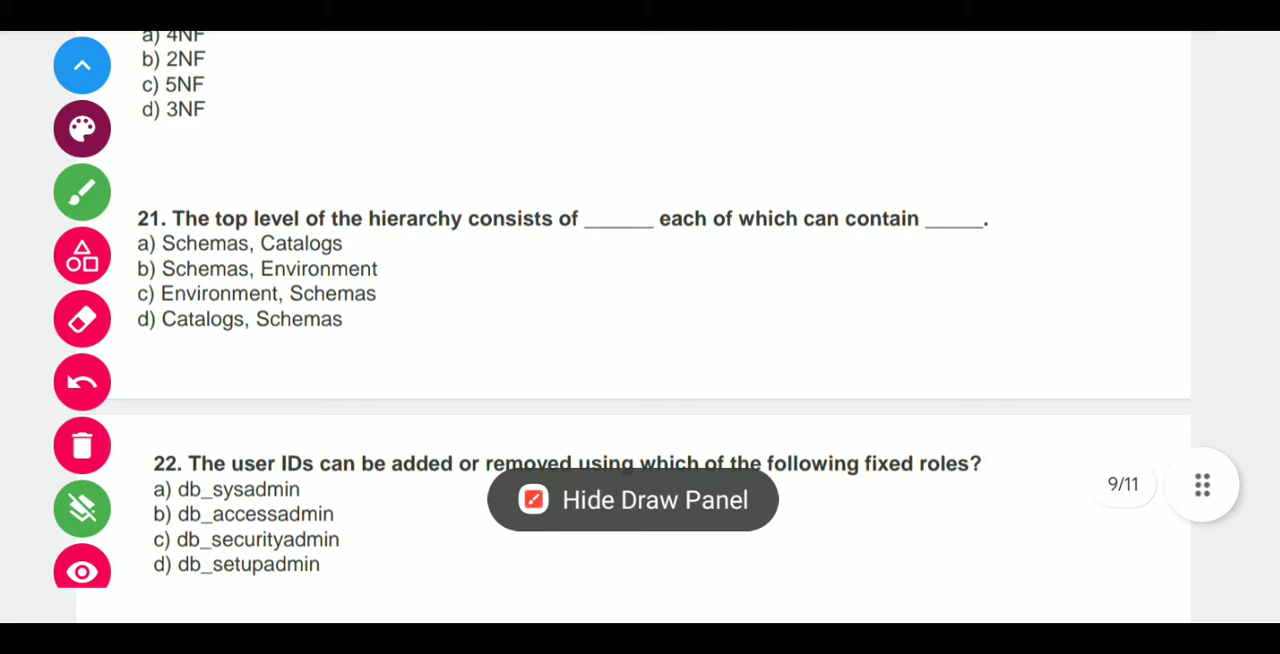 a) 4NF
b) 2NF
c) 5NF
d) 3NF
21. The top level of the hierarchy consists of ______ each of which can contain _____.
a) Schemas, Catalogs
b) Schemas, Environment
c) Environment, Schemas
d) Catalogs, Schemas
22. The user IDs can be added or removed using which of the following fixed roles?
a) db_sysadmin
b) db_accessadmin
c) db_securityadmin
d) db_setupadmin
Hide Draw Panel
9/11